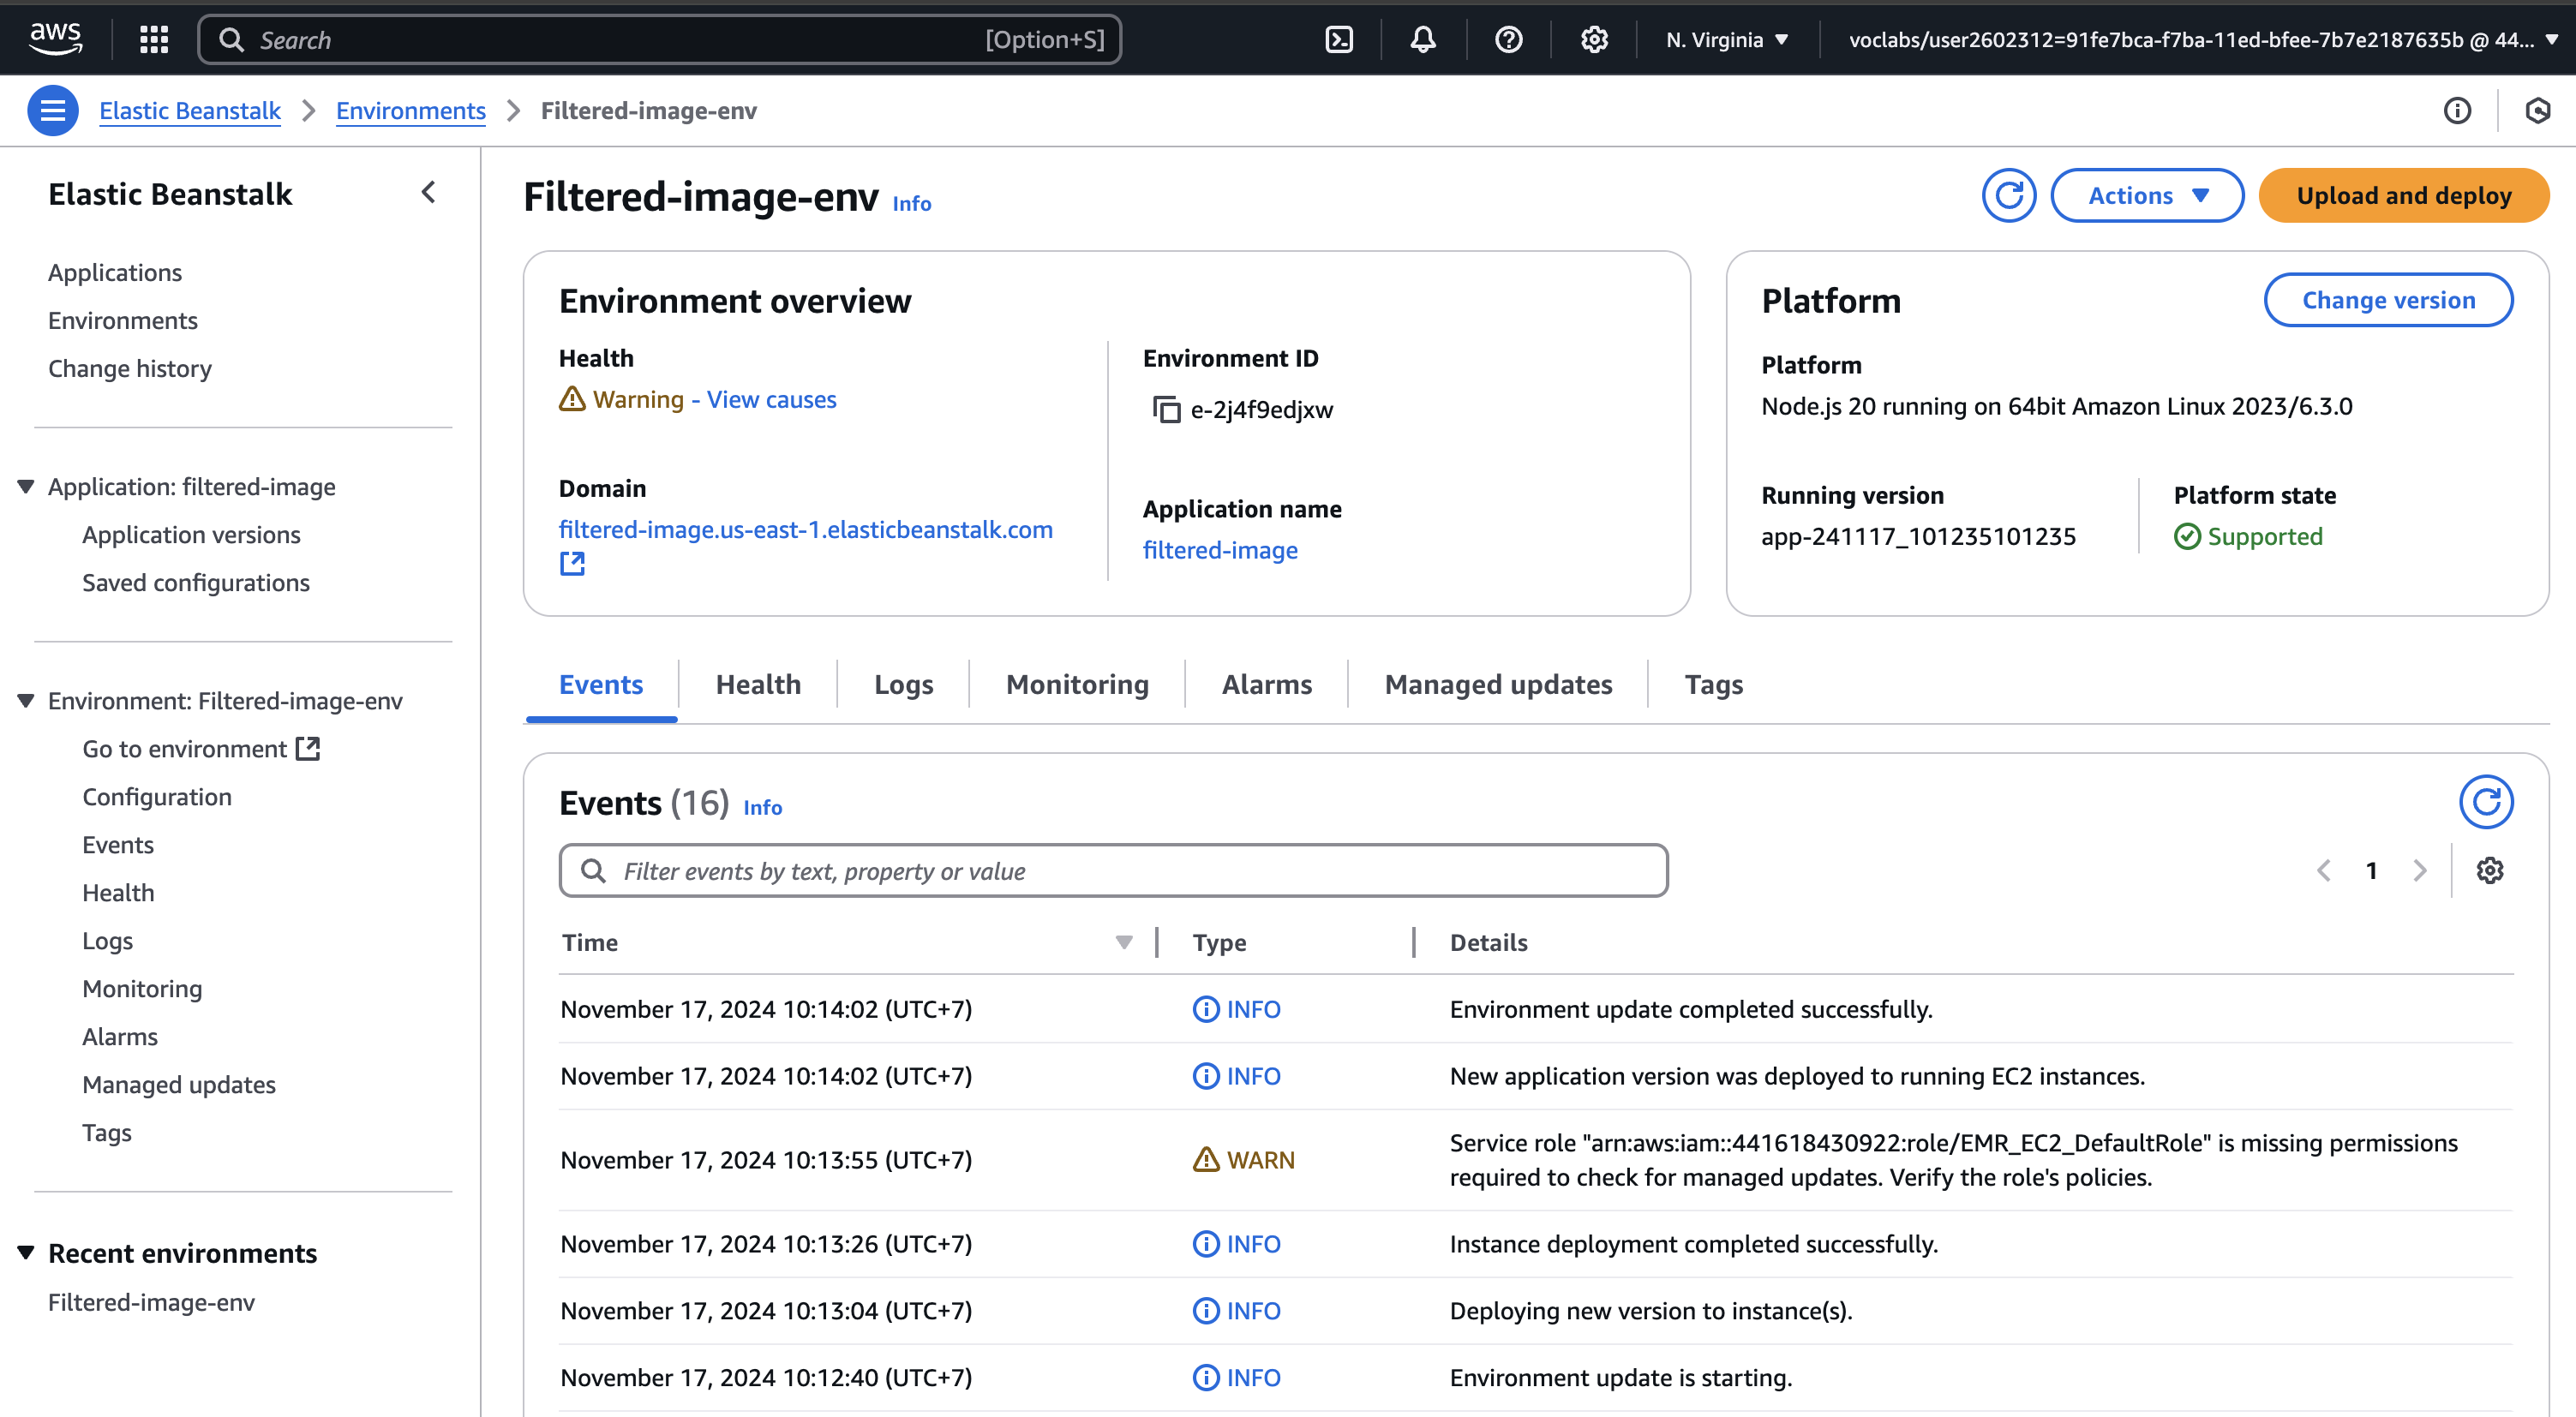 aws
Search
[Option+S]
N. Virginia
voclabs/user2602312=91fe7bca-f7ba-11ed-bfee-7b7e2187635b @ 44...
Elastic Beanstalk
Environments
Filtered-image-env
Elastic Beanstalk
Applications
Environments
Change history
Application: filtered-image
Application versions
Saved configurations
Environment: Filtered-image-env
Go to environment
Configuration
Events
Health
Logs
Monitoring
Alarms
Managed updates
Tags
Recent environments
Filtered-image-env
Filtered-image-env Info
Actions
Upload and deploy
Environment overview
Health
Warning - View causes
Environment ID
e-2j4f9edjxw
Domain
filtered-image.us-east-1.elasticbeanstalk.com
Application name
filtered-image
Platform
Change version
Platform
Node.js 20 running on 64bit Amazon Linux 2023/6.3.0
Running version
app-241117_101235101235
Platform state
Supported
Events
Health
Logs
Monitoring
Alarms
Managed updates
Tags
Events (16) Info
Filter events by text, property or value
1
Time
Type
Details
November 17, 2024 10:14:02 (UTC+7)
INFO
Environment update completed successfully.
November 17, 2024 10:14:02 (UTC+7)
INFO
New application version was deployed to running EC2 instances.
November 17, 2024 10:13:55 (UTC+7)
WARN
Service role "arn:aws:iam::441618430922:role/EMR_EC2_DefaultRole" is missing permissions
required to check for managed updates. Verify the role's policies.
November 17, 2024 10:13:26 (UTC+7)
INFO
Instance deployment completed successfully.
November 17, 2024 10:13:04 (UTC+7)
INFO
Deploying new version to instance(s).
November 17, 2024 10:12:40 (UTC+7)
INFO
Environment update is starting.